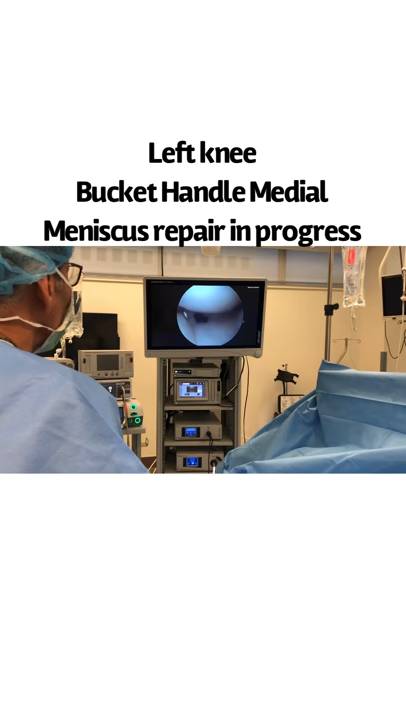 Left knee
Bucket Handle Medial
Meniscus repair in progress